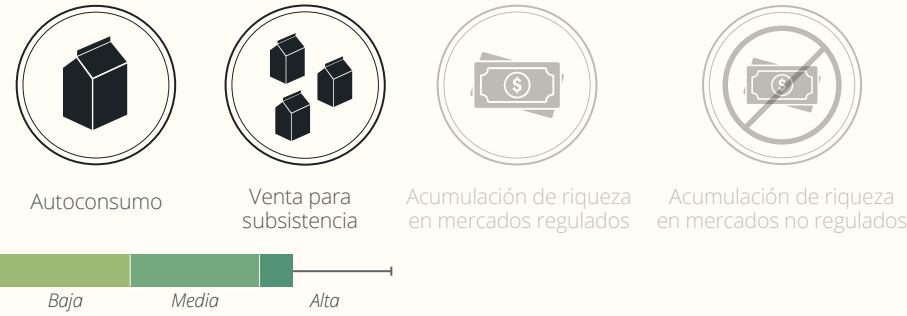 $
$
Autoconsumo
Venta para
subsistencia
Acumulación de riqueza
en mercados regulados
Acumulación de riqueza
en mercados no regulados
Baja
Media
Alta